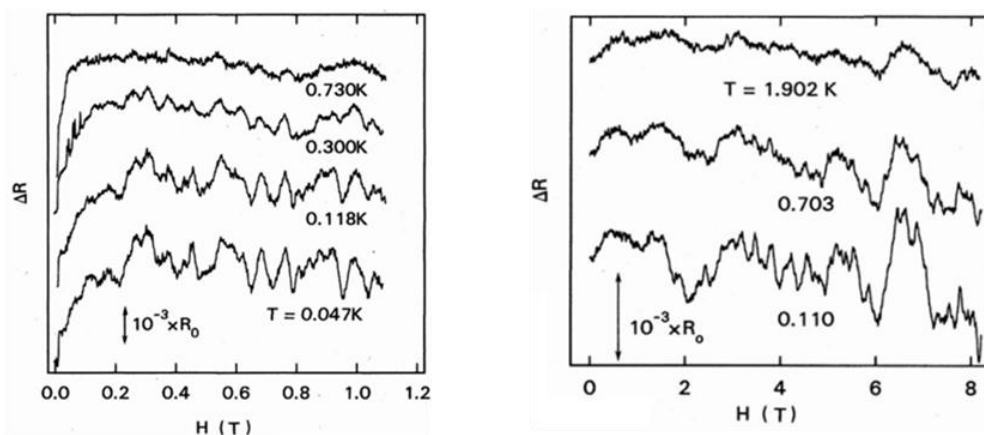 ΔR
0.730K
0.300K
0.118K
T = 0.047K
10⁻³×R₀
0.0 0.2 0.4 0.6 0.8 1.0 1.2
H (T)
ΔR
T = 1.902 K
0.703
0.110
10⁻³×R₀
0 2 4 6 8
H (T)